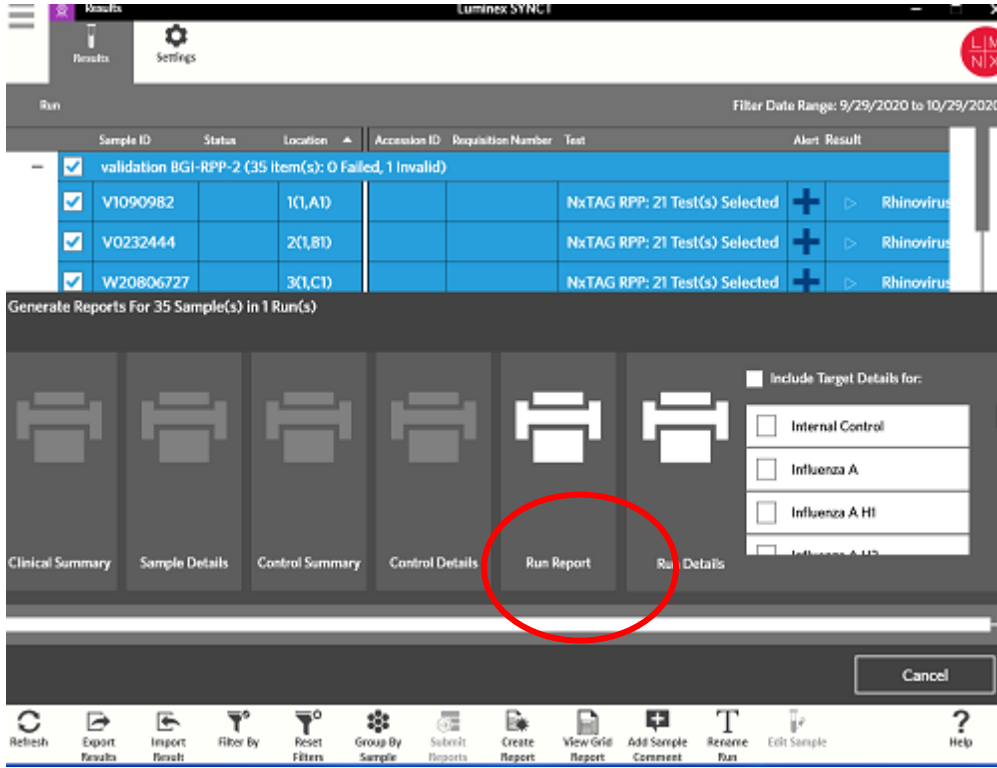 Results
Luminex SYNCT
Results
Settings
LM
NX
Run
Filter Date Range: 9/29/2020 to 10/29/2020
Sample ID Status Location Accession ID Requisition Number Test Alert Result
validation BGI-RPP-2 (35 item(s): 0 Failed, 1 Invalid)
V1090982 1(1,A1) NxTAG RPP: 21 Test(s) Selected Rhinovirus
V0232444 2(1,B1) NxTAG RPP: 21 Test(s) Selected Rhinovirus
W20806727 3(1,C1) NxTAG RPP: 21 Test(s) Selected Rhinovirus
Generate Reports For 35 Sample(s) in 1 Run(s)
Include Target Details for:
Internal Control
Influenza A
Influenza A H1
Clinical Summary
Sample Details
Control Summary
Control Details
Run Report
Run Details
Cancel
Refresh
Export
Results
Import
Result
Filter By
Reset
Filters
Group By
Sample
Submit
Reports
Create
Report
View Grid
Report
Add Sample
Comment
Rename
Run
Edit Sample
Help